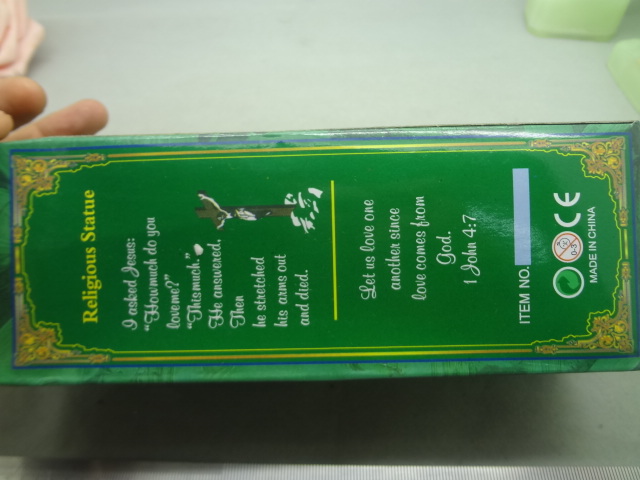 Religious Statue
I asked Jesus:
"How much do you
love me?"
"This much."
He answered,
Then
he stretched
his arms out
and died.
Let us love one
another since
love comes from
God.
1 John 4:7
ITEM NO.
0-3
CE
MADE IN CHINA